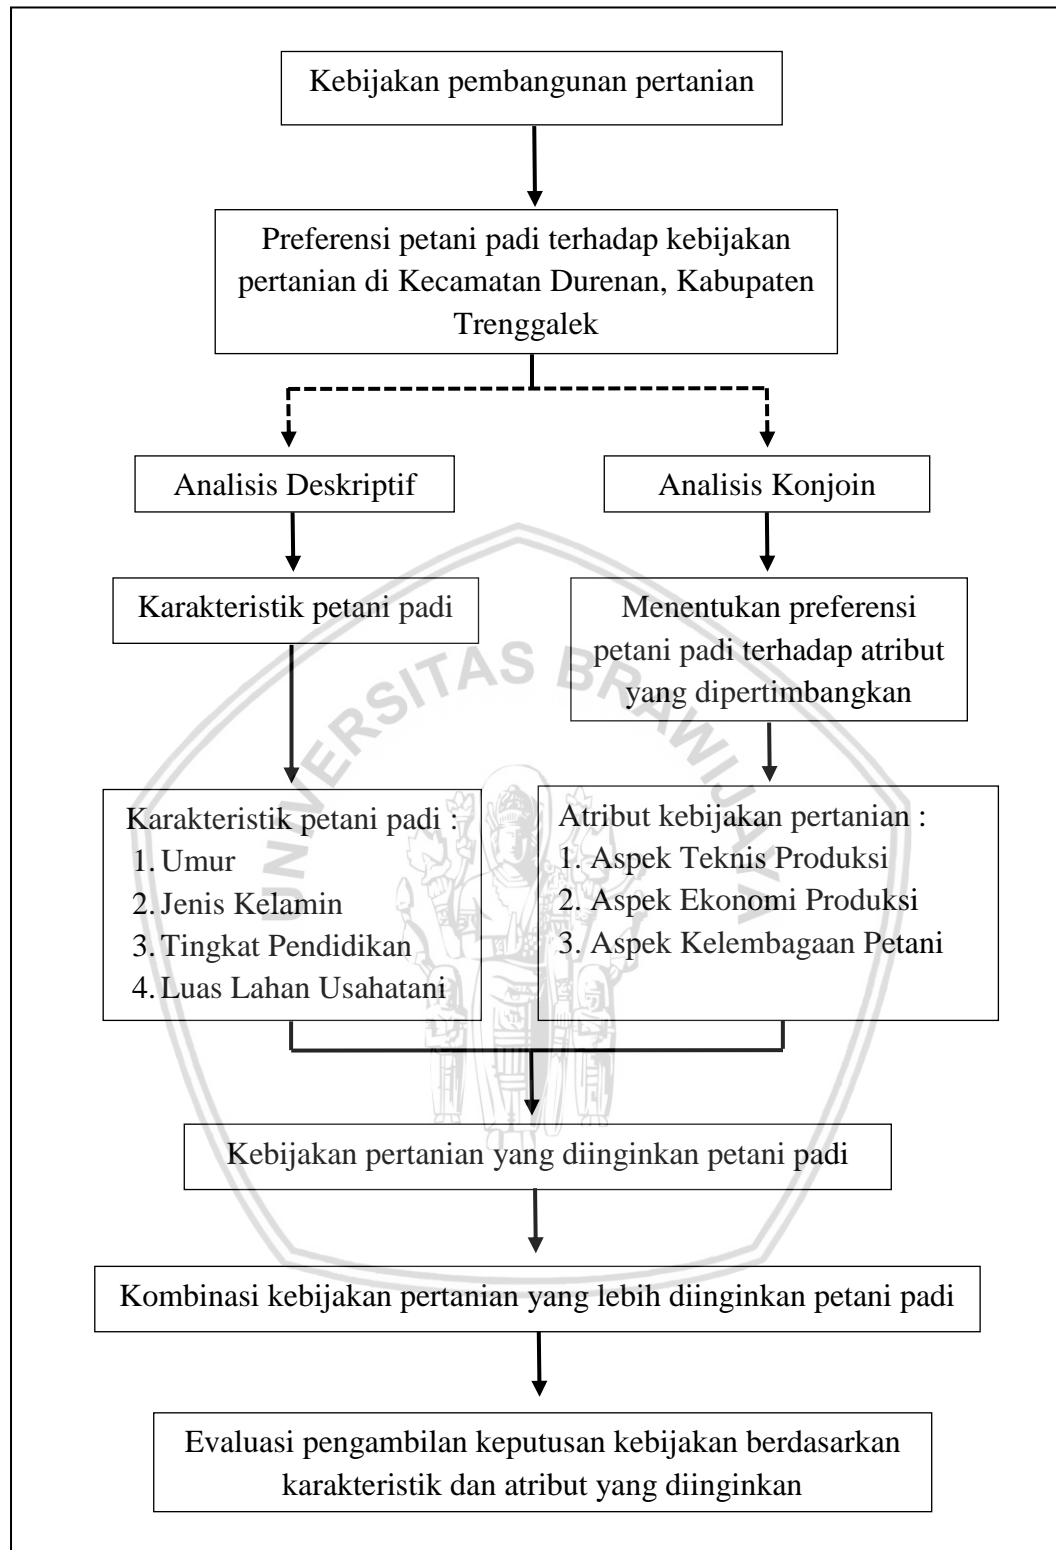 Kebijakan pembangunan pertanian
Preferensi petani padi terhadap kebijakan
pertanian di Kecamatan Durenan, Kabupaten
Trenggalek
Analisis Deskriptif
Analisis Konjoin
Karakteristik petani padi
Menentukan preferensi
petani padi terhadap atribut
yang dipertimbangkan
UNIVERSITAS BRAWIJAYA
Karakteristik petani padi :
1. Umur
2. Jenis Kelamin
3. Tingkat Pendidikan
4. Luas Lahan Usahatani
Atribut kebijakan pertanian :
1. Aspek Teknis Produksi
2. Aspek Ekonomi Produksi
3. Aspek Kelembagaan Petani
Kebijakan pertanian yang diinginkan petani padi
Kombinasi kebijakan pertanian yang lebih diinginkan petani padi
Evaluasi pengambilan keputusan kebijakan berdasarkan
karakteristik dan atribut yang diinginkan